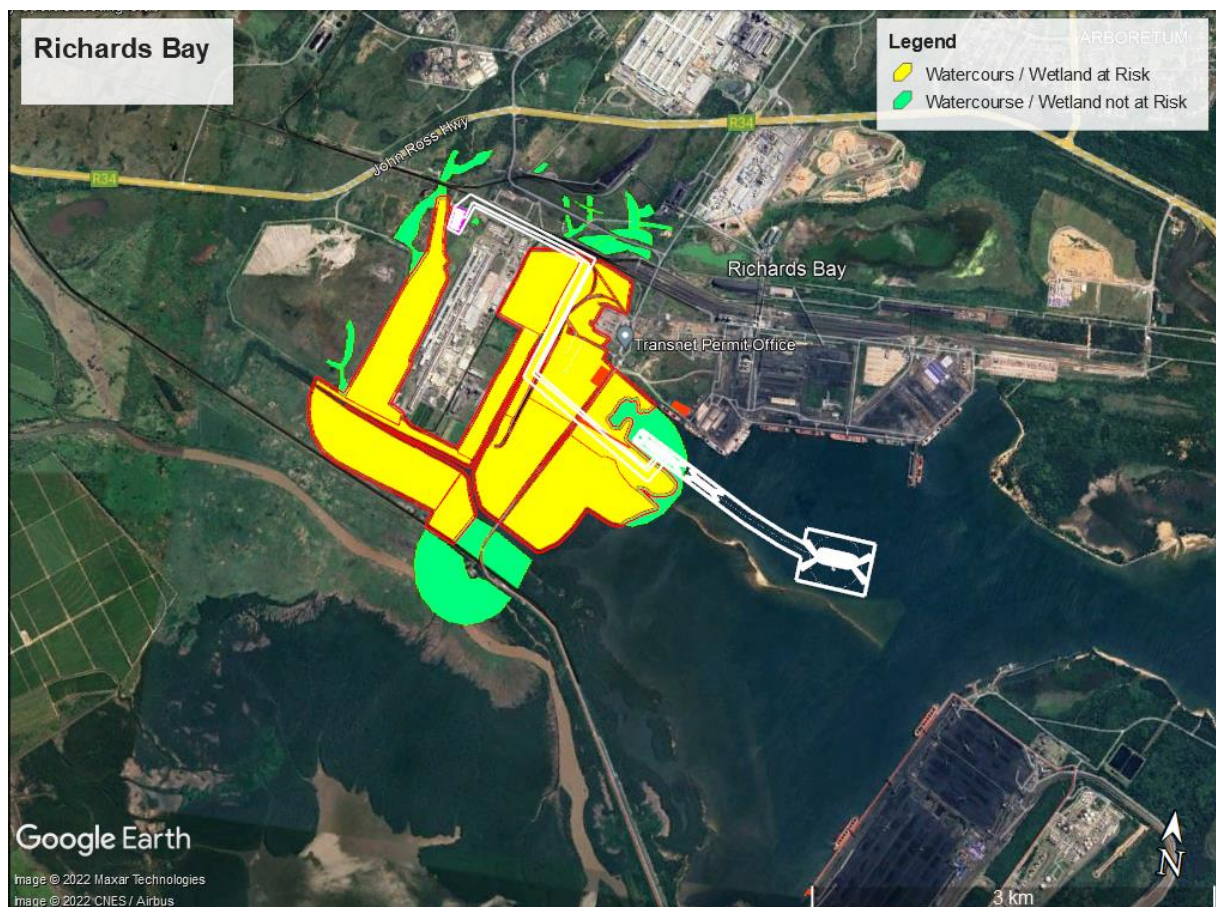 Richards Bay
Legend
ARBORETUM
Watercours / Wetland at Risk
Watercourse / Wetland not at Risk
R34
John Ross Hwy
R34
Richards Bay
Transnet Permit Office
Google Earth
Image © 2022 Maxar Technologies
Image © 2022 CNES / Airbus
3 km
N